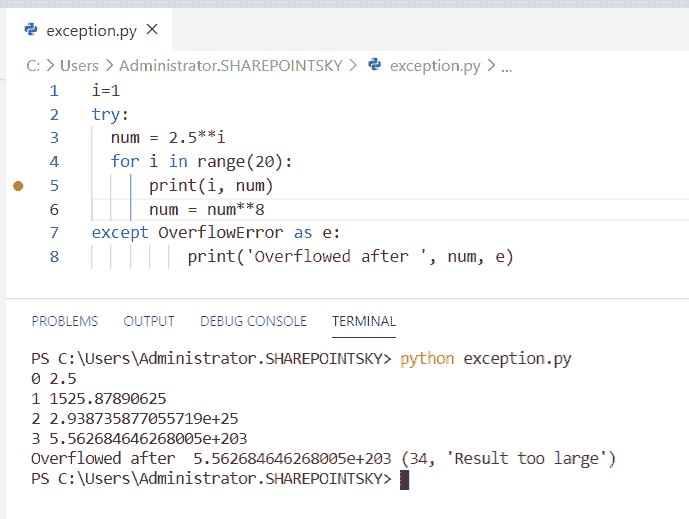 exception.py ×
C: > Users > Administrator.SHAREPOINTSKY > exception.py > ...
1 i=1
2 try:
3   num = 2.5**i
4   for i in range(20):
5       print(i, num)
6       num = num**8
7 except OverflowError as e:
8           print('Overflowed after ', num, e)
PROBLEMS OUTPUT DEBUG CONSOLE TERMINAL
PS C:\Users\Administrator.SHAREPOINTSKY> python exception.py
0 2.5
1 1525.87890625
2 2.938735877055719e+25
3 5.562684646268005e+203
Overflowed after  5.562684646268005e+203 (34, 'Result too large')
PS C:\Users\Administrator.SHAREPOINTSKY>